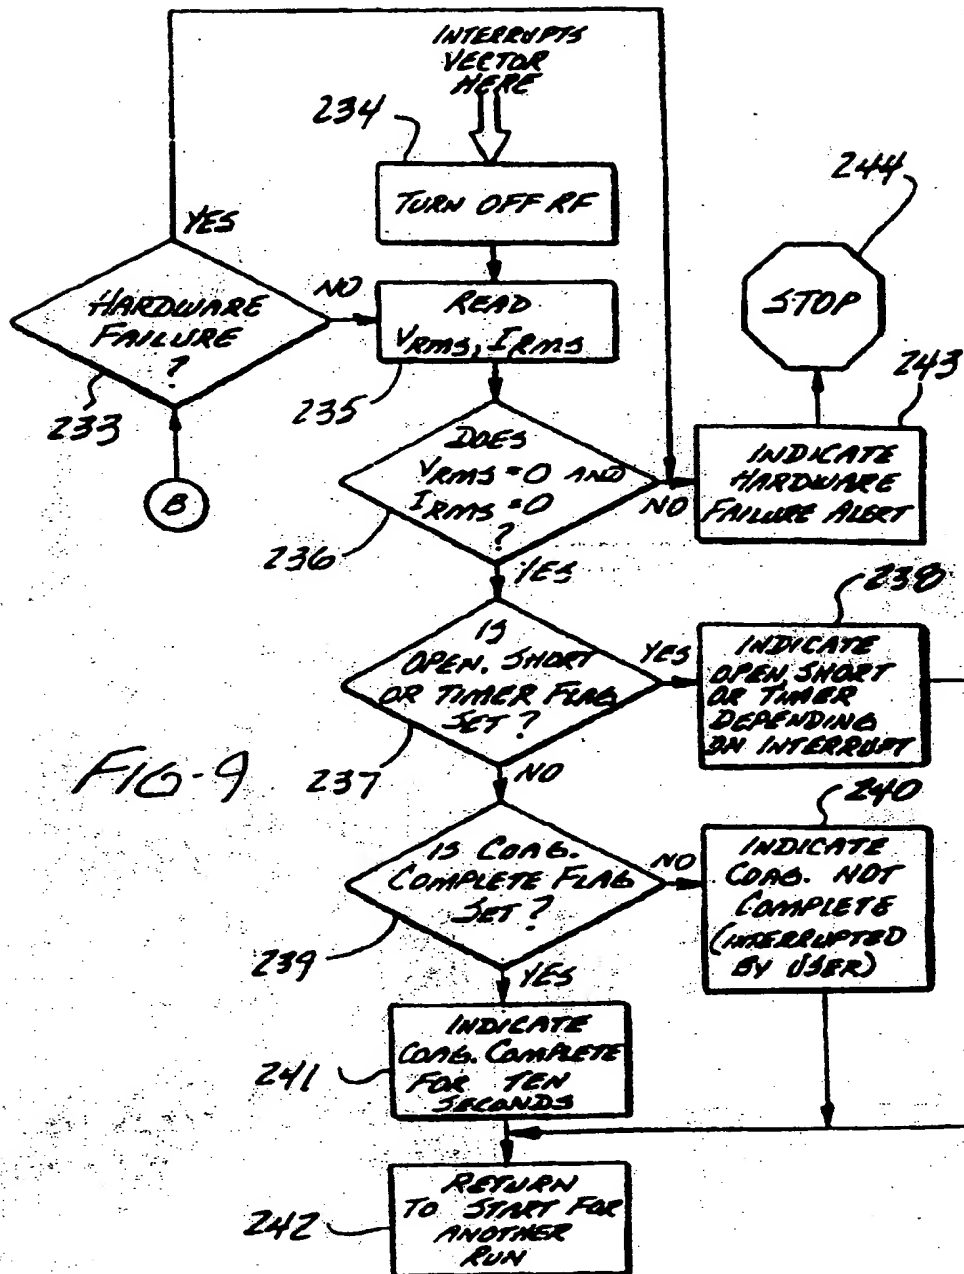 INTERRUPTS
VECTOR
HERE
234
TURN OFF RF
244
STOP
YES
HARDWARE
FAILURE
?
NO
233
B
READ
VRMS, IRMS
235
243
DOES
VRMS = 0 AND
IRMS = 0
?
NO
236
YES
INDICATE
HARDWARE
FAILURE ALERT
238
IS
OPEN. SHORT
OR TIMER FLAG
SET ?
YES
237
NO
INDICATE
OPEN, SHORT
OR TIMER
DEPENDING
ON INTERRUPT
FIG-9
240
IS COAG.
COMPLETE FLAG
SET ?
NO
239
YES
INDICATE
COAG. NOT
COMPLETE
(INTERRUPTED
BY USER)
INDICATE
COAG. COMPLETE
FOR TEN
SECONDS
241
RETURN
TO START FOR
ANOTHER
RUN
242